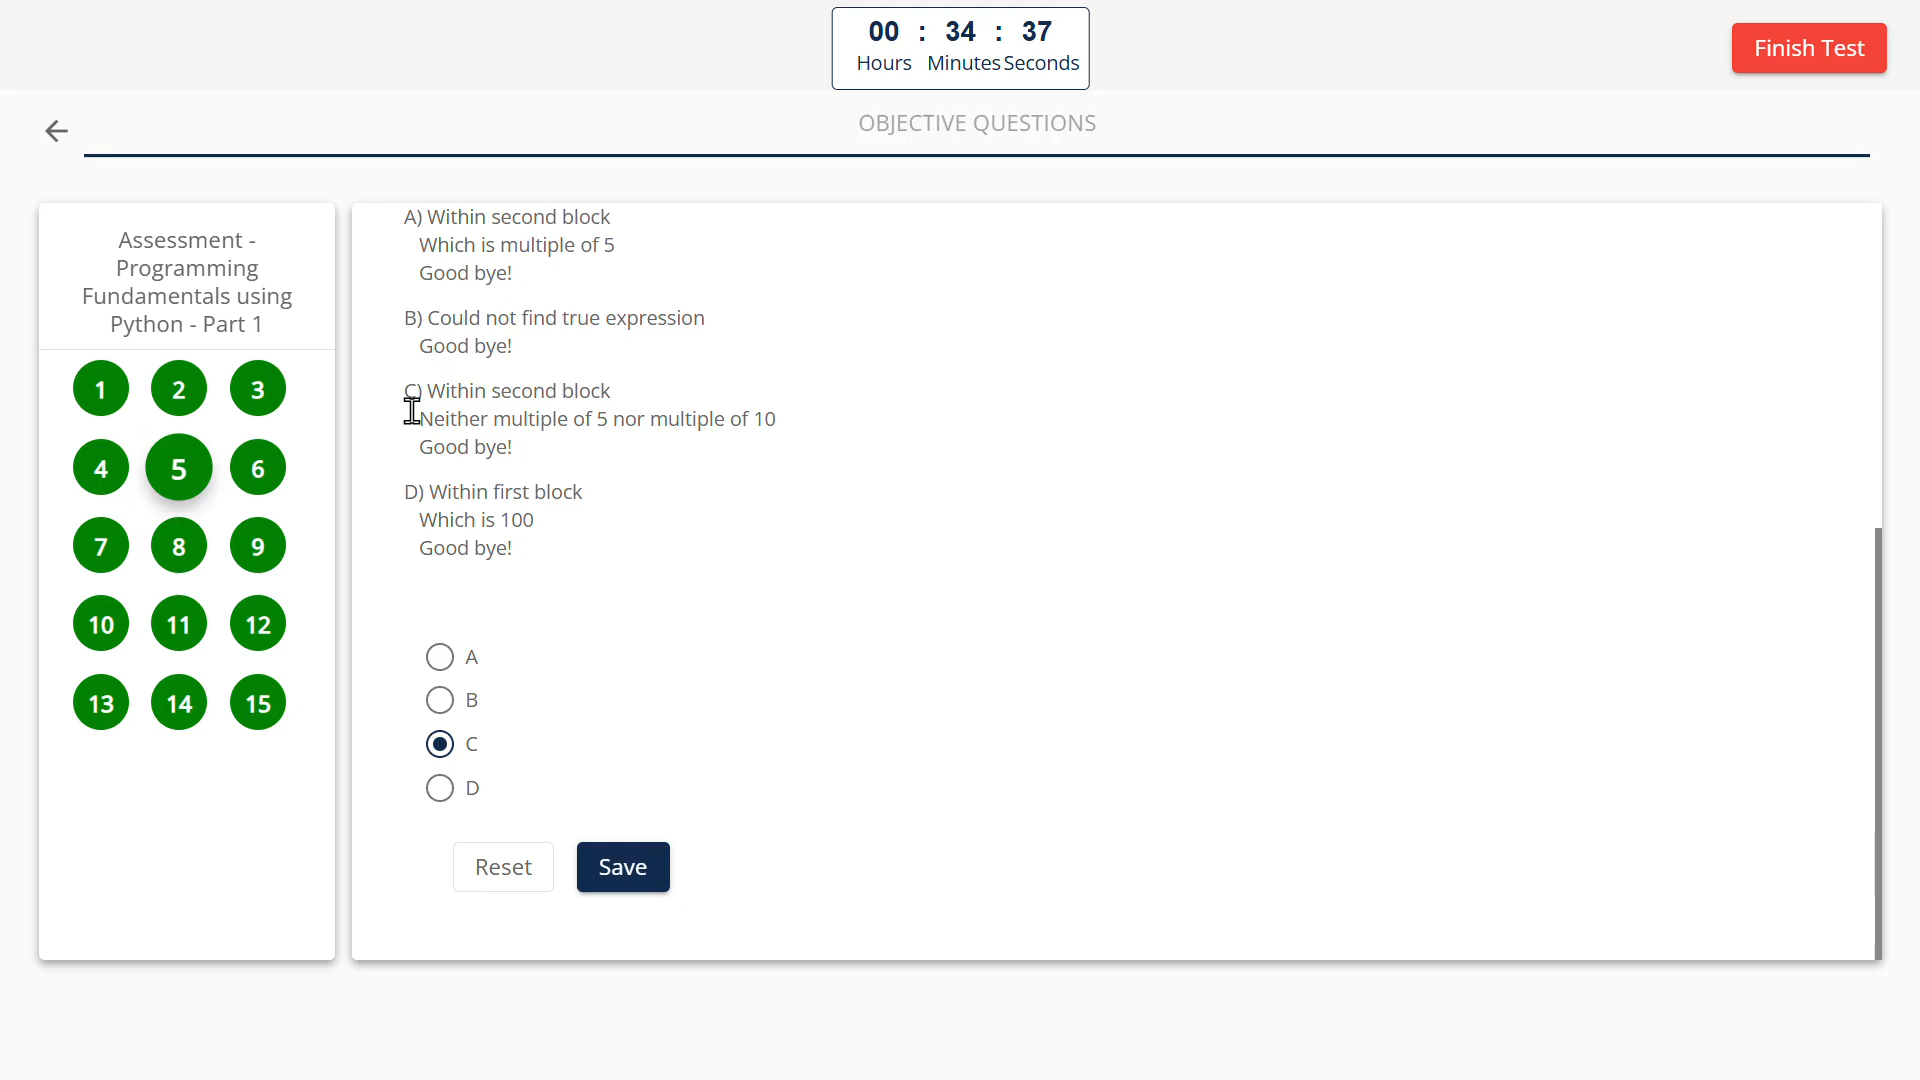 00 : 34 : 37
Hours Minutes Seconds
Finish Test
OBJECTIVE QUESTIONS
Assessment -
Programming
Fundamentals using
Python - Part 1
1 2 3
4 5 6
7 8 9
10 11 12
13 14 15
A) Within second block
Which is multiple of 5
Good bye!
B) Could not find true expression
Good bye!
C) Within second block
Neither multiple of 5 nor multiple of 10
Good bye!
D) Within first block
Which is 100
Good bye!
A
B
C
D
Reset Save